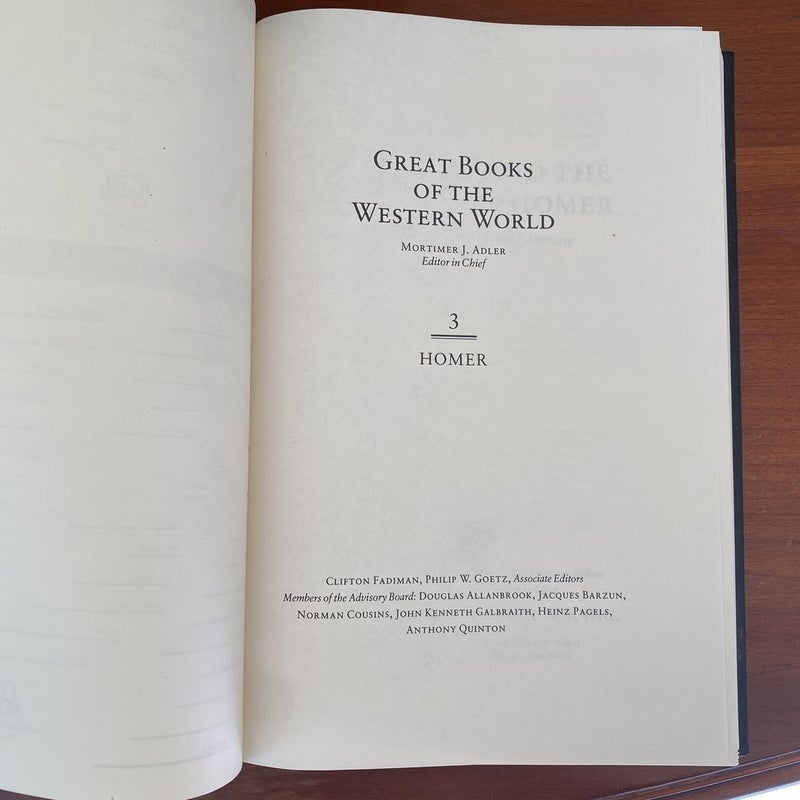 GREAT BOOKS
OF THE
WESTERN WORLD
MORTIMER J. ADLER
Editor in Chief
3
HOMER
CLIFTON FADIMAN, PHILIP W. GOETZ, Associate Editors
Members of the Advisory Board: DOUGLAS ALLANBROOK, JACQUES BARZUN,
NORMAN COUSINS, JOHN KENNETH GALBRAITH, HEINZ PAGELS,
ANTHONY QUINTON